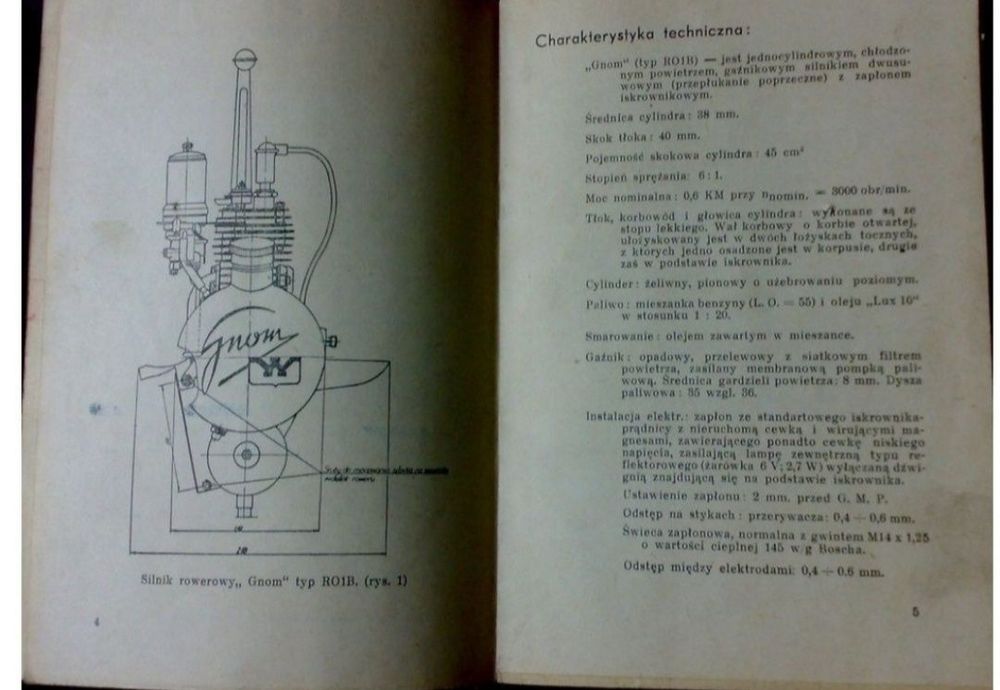 Gnom
Śruby do mocowania silnika na
widełek roweru
Silnik rowerowy„ Gnom" typ RO1B. (rys. 1)
4
Charakterystyka techniczna:
„Gnom" (typ RO1B) — jest jednocylindrowym, chłodzo-
nym powietrzem, gaźnikowym silnikiem dwusu-
wowym (przepłukanie poprzeczne) z zapłonem
iskrownikowym.
Średnica cylindra: 38 mm.
Skok tłoka: 40 mm.
Pojemność skokowa cylindra: 45 cm³
Stopień sprężania: 6:1.
Moc nominalna: 0,6 KM przy nnomin. = 3000 obr/min.
Tłok, korbowód i głowica cylindra: wykonane są ze
stopu lekkiego. Wał korbowy o korbie otwartej,
ułożyskowany jest w dwóch łożyskach tocznych,
z których jedno osadzone jest w korpusie, drugie
zaś w podstawie iskrownika.
Cylinder: żeliwny, pionowy o użebrowaniu poziomym.
Paliwo: mieszanka benzyny (L. O. = 55) i oleju „Lux 10"
w stosunku 1 : 20.
Smarowanie: olejem zawartym w mieszance.
Gaźnik: opadowy, przelewowy z siatkowym filtrem
powietrza, zasilany membranową pompką pali-
wową. Średnica gardzieli powietrza: 8 mm. Dysza
paliwowa: 35 wzgl. 36.
Instalacja elektr.: zapłon ze standartowego iskrownika-
prądnicy z nieruchomą cewką i wirującymi ma-
gnesami, zawierającego ponadto cewkę niskiego
napięcia, zasilającą lampę zewnętrzną typu re-
flektorowego (żarówka 6 V; 2,7 W) wyłączaną dźwi-
gnią znajdującą się na podstawie iskrownika.
Ustawienie zapłonu: 2 mm. przed G. M. P.
Odstęp na stykach: przerywacza: 0,4 ÷ 0,6 mm.
Świeca zapłonowa, normalna z gwintem M14 x 1,25
o wartości cieplnej 145 w g Boscha.
Odstęp między elektrodami: 0,4 ÷ 0.6 mm.
5